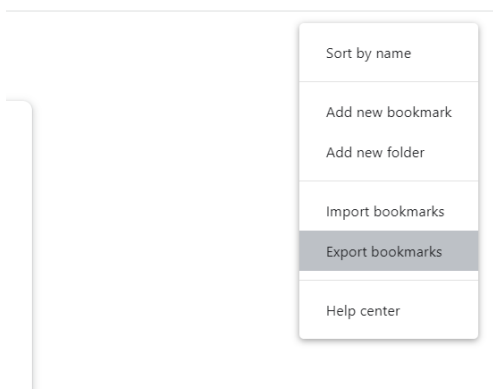 Sort by name
Add new bookmark
Add new folder
Import bookmarks
Export bookmarks
Help center